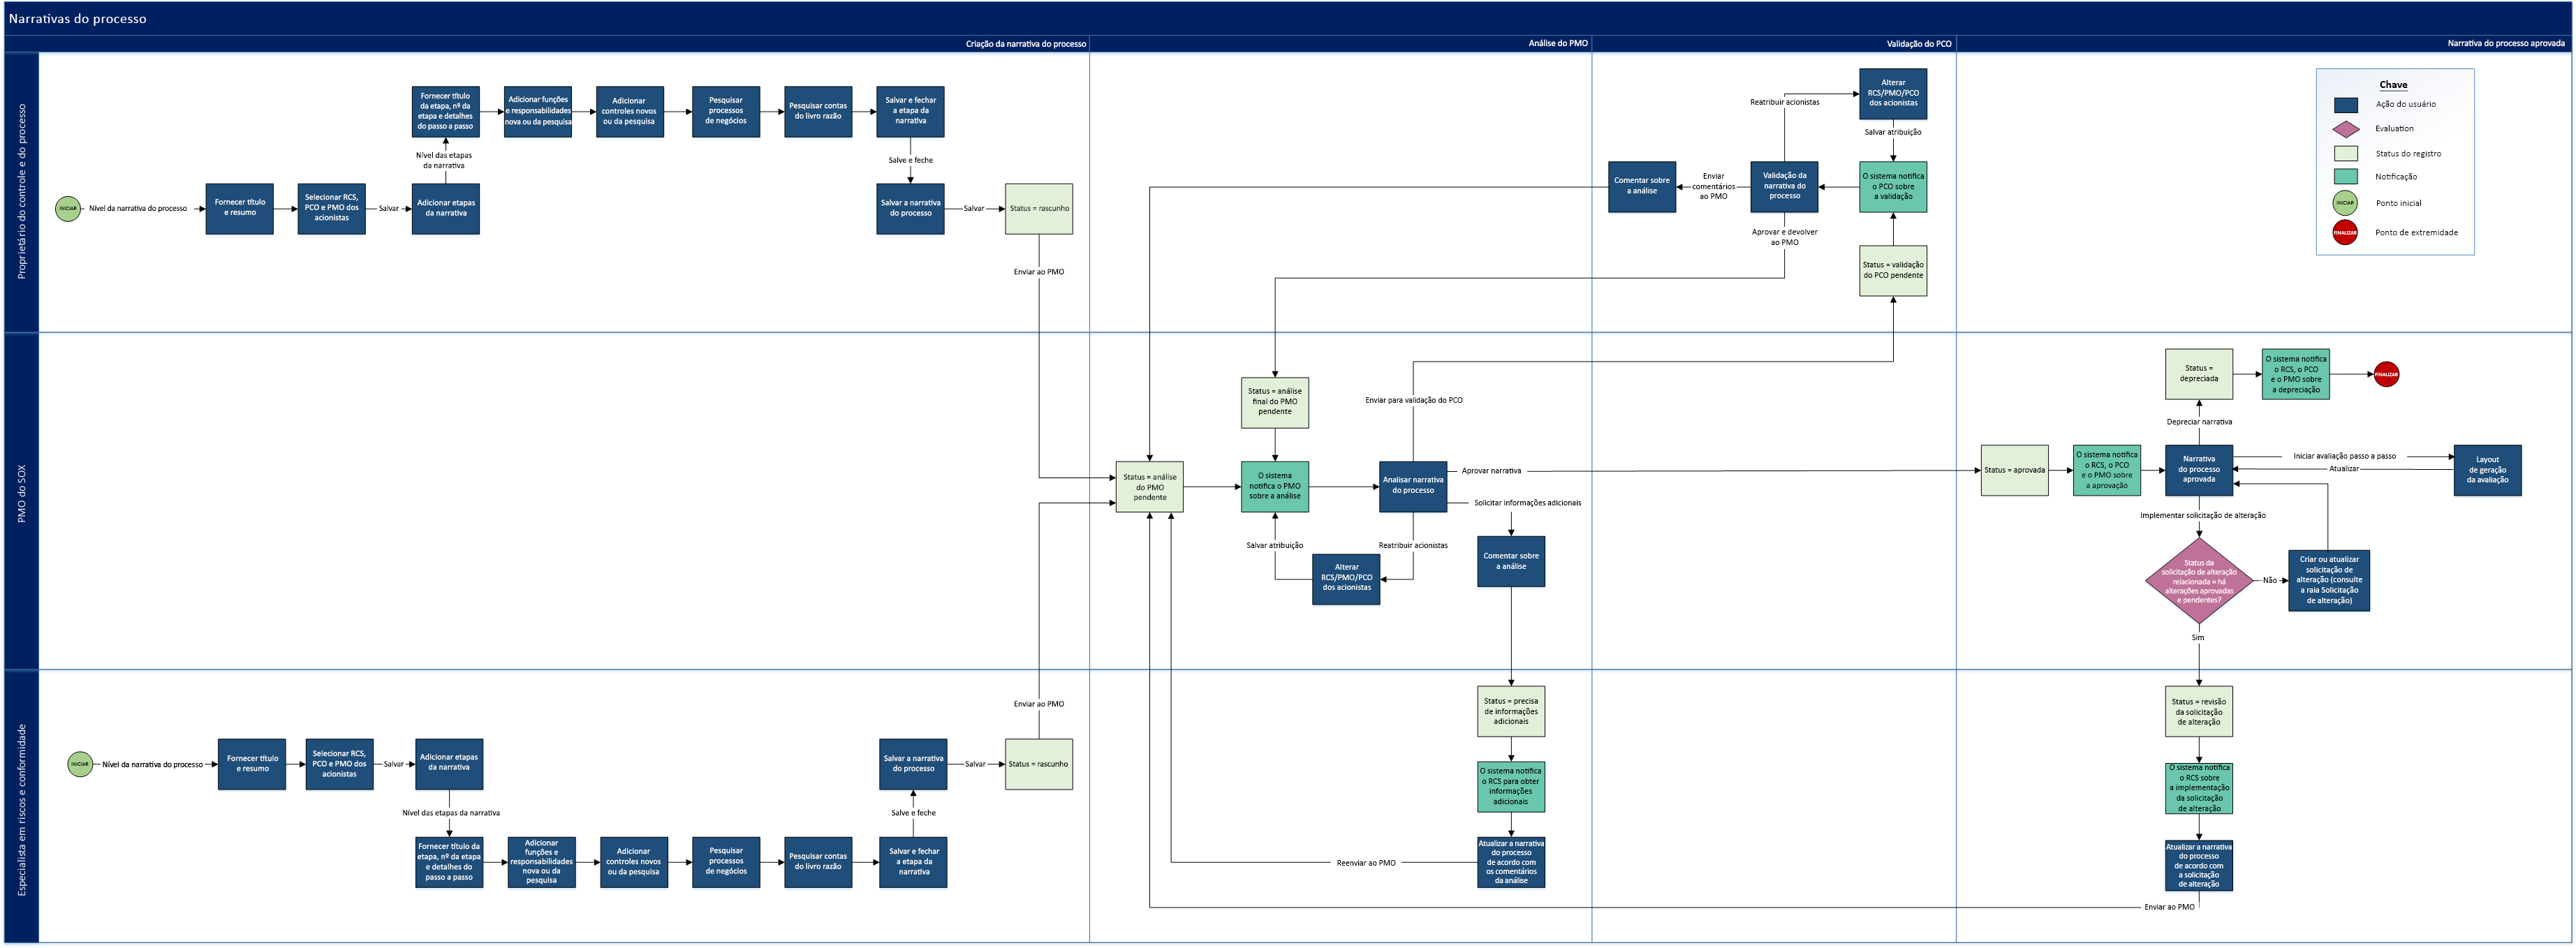 Narrativas do processo
Criação da narrativa do processo
Análise do PMO
Validação do PCO
Narrativa do processo aprovada
Proprietário do controle e do processo
INICIAR
Nível da narrativa do processo
Fornecer título
e resumo
Selecionar RCS,
PCO e PMO dos
acionistas
Salvar
Adicionar etapas
da narrativa
Nível das etapas
da narrativa
Fornecer título
da etapa, nº da
etapa e detalhes
do passo a passo
Adicionar funções
e responsabilidades
nova ou da pesquisa
Adicionar
controles novos
ou da pesquisa
Pesquisar
processos
de negócios
Pesquisar contas
do livro razão
Salvar e fechar
a etapa da
narrativa
Salve e feche
Salvar a narrativa
do processo
Salvar
Status = rascunho
Enviar ao PMO
Alterar
RCS/PMO/PCO
dos acionistas
Reatribuir acionistas
Salvar atribuição
Comentar sobre
a análise
Enviar
comentários
ao PMO
Validação da
narrativa do
processo
O sistema notifica
o PCO sobre
a validação
Aprovar e devolver
ao PMO
Status = validação
do PCO pendente
Chave
Ação do usuário
Evaluation
Status do registro
Notificação
INICIAR
Ponto inicial
FINALIZAR
Ponto de extremidade
PMO do SOX
Status = análise
final do PMO
pendente
Enviar para validação do PCO
Status = análise
do PMO
pendente
O sistema
notifica o PMO
sobre a análise
Analisar narrativa
do processo
Aprovar narrativa
Solicitar informações adicionais
Salvar atribuição
Reatribuir acionistas
Alterar
RCS/PMO/PCO
dos acionistas
Comentar sobre
a análise
Status =
depreciada
O sistema notifica
o RCS, o PCO
e o PMO sobre
a depreciação
FINALIZAR
Depreciar narrativa
Status = aprovada
O sistema notifica
o RCS, o PCO
e o PMO sobre
a aprovação
Narrativa
do processo
aprovada
Iniciar avaliação passo a passo
Atualizar
Layout
de geração
da avaliação
Implementar solicitação de alteração
Status da
solicitação de alteração
relacionada = há
alterações aprovadas
e pendentes?
Não
Criar ou atualizar
solicitação de
alteração (consulte
a raia Solicitação
de alteração)
Sim
Especialista em riscos e conformidade
INICIAR
Nível da narrativa do processo
Fornecer título
e resumo
Selecionar RCS,
PCO e PMO dos
acionistas
Salvar
Adicionar etapas
da narrativa
Nível das etapas da narrativa
Fornecer título da
etapa, nº da etapa
e detalhes do
passo a passo
Adicionar
funções e
responsabilidades
nova ou da
pesquisa
Adicionar
controles novos
ou da pesquisa
Pesquisar
processos
de negócios
Pesquisar contas
do livro razão
Salvar e fechar
a etapa da
narrativa
Salve e feche
Salvar a narrativa
do processo
Salvar
Status = rascunho
Enviar ao PMO
Status = precisa
de informações
adicionais
O sistema notifica
o RCS para obter
informações
adicionais
Atualizar a narrativa
do processo
de acordo com
os comentários
da análise
Reenviar ao PMO
Status = revisão
da solicitação
de alteração
O sistema notifica
o RCS sobre
a implementação
da solicitação
de alteração
Atualizar a narrativa
do processo
de acordo com
a solicitação
de alteração
Enviar ao PMO